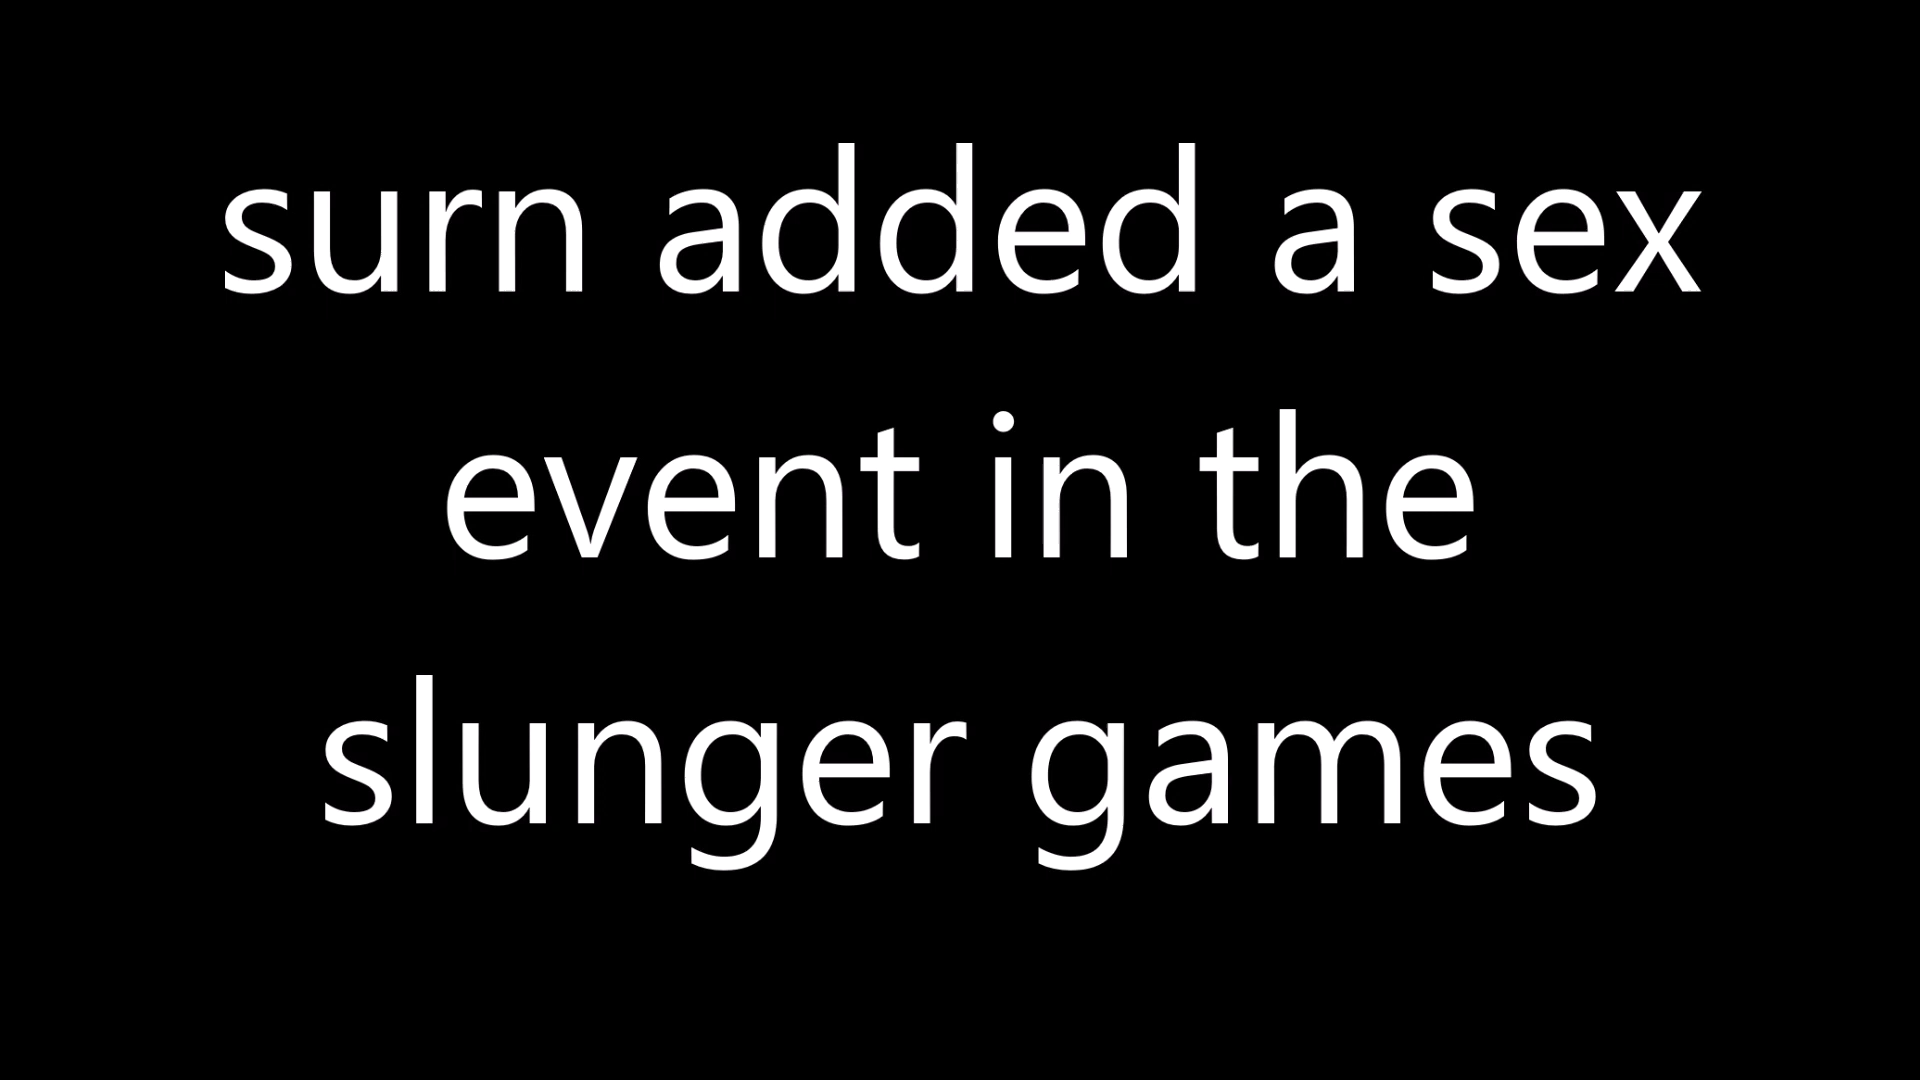 surn added a sex
event in the
slunger games